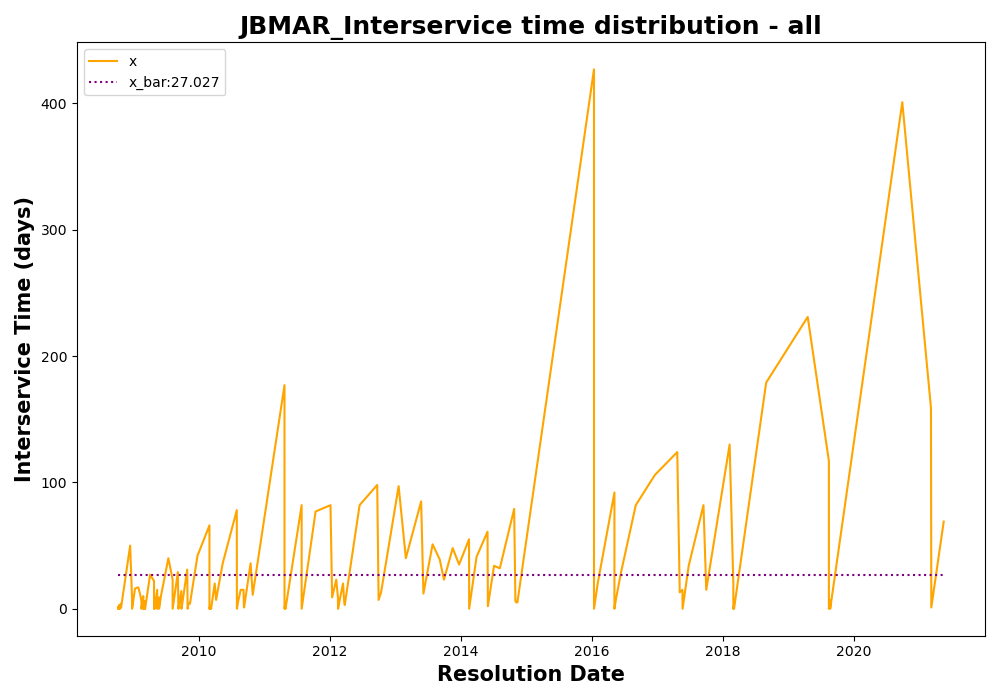 JBMAR_Interservice time distribution - all
x
x_bar:27.027
Interservice Time (days)
400
300
200
100
0
2010 2012 2014 2016 2018 2020
Resolution Date